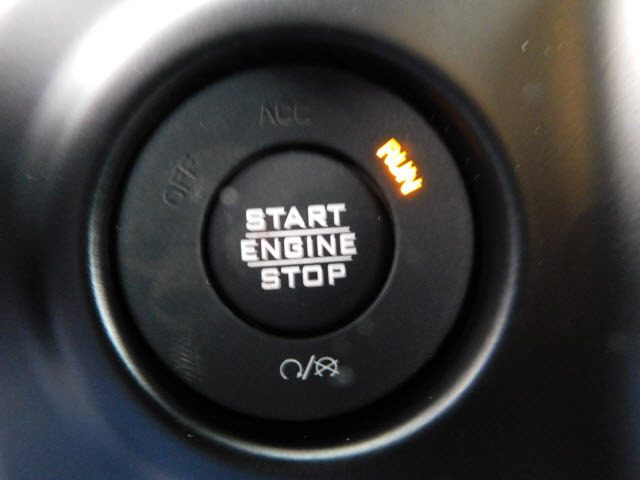 OFF
ACC
RUN
START
ENGINE
STOP